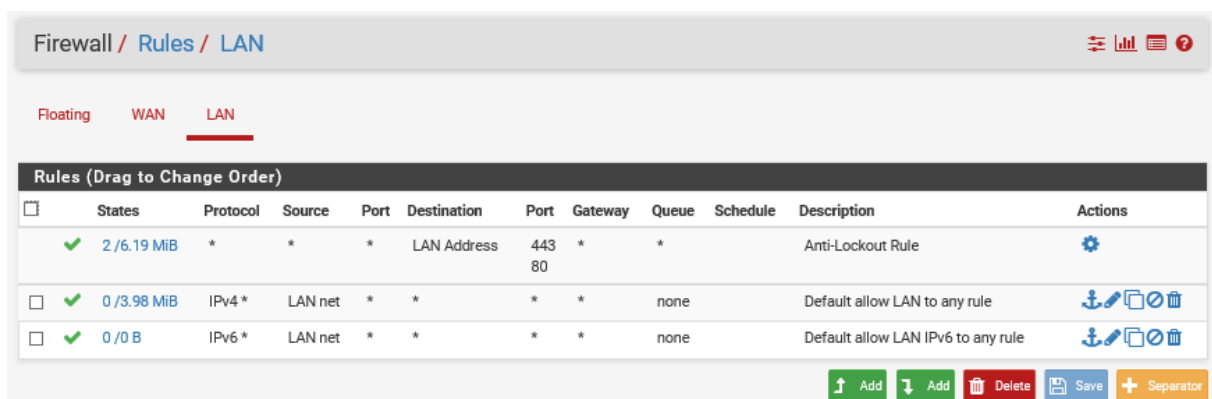 Firewall / Rules / LAN
Floating WAN LAN
Rules (Drag to Change Order)
States Protocol Source Port Destination Port Gateway Queue Schedule Description Actions
2 /6.19 MiB * * * LAN Address 443 * * Anti-Lockout Rule
80
0 /3.98 MiB IPv4 * LAN net * * * * none Default allow LAN to any rule
0 /0 B IPv6 * LAN net * * * * none Default allow LAN IPv6 to any rule
Add Add Delete Save Separator